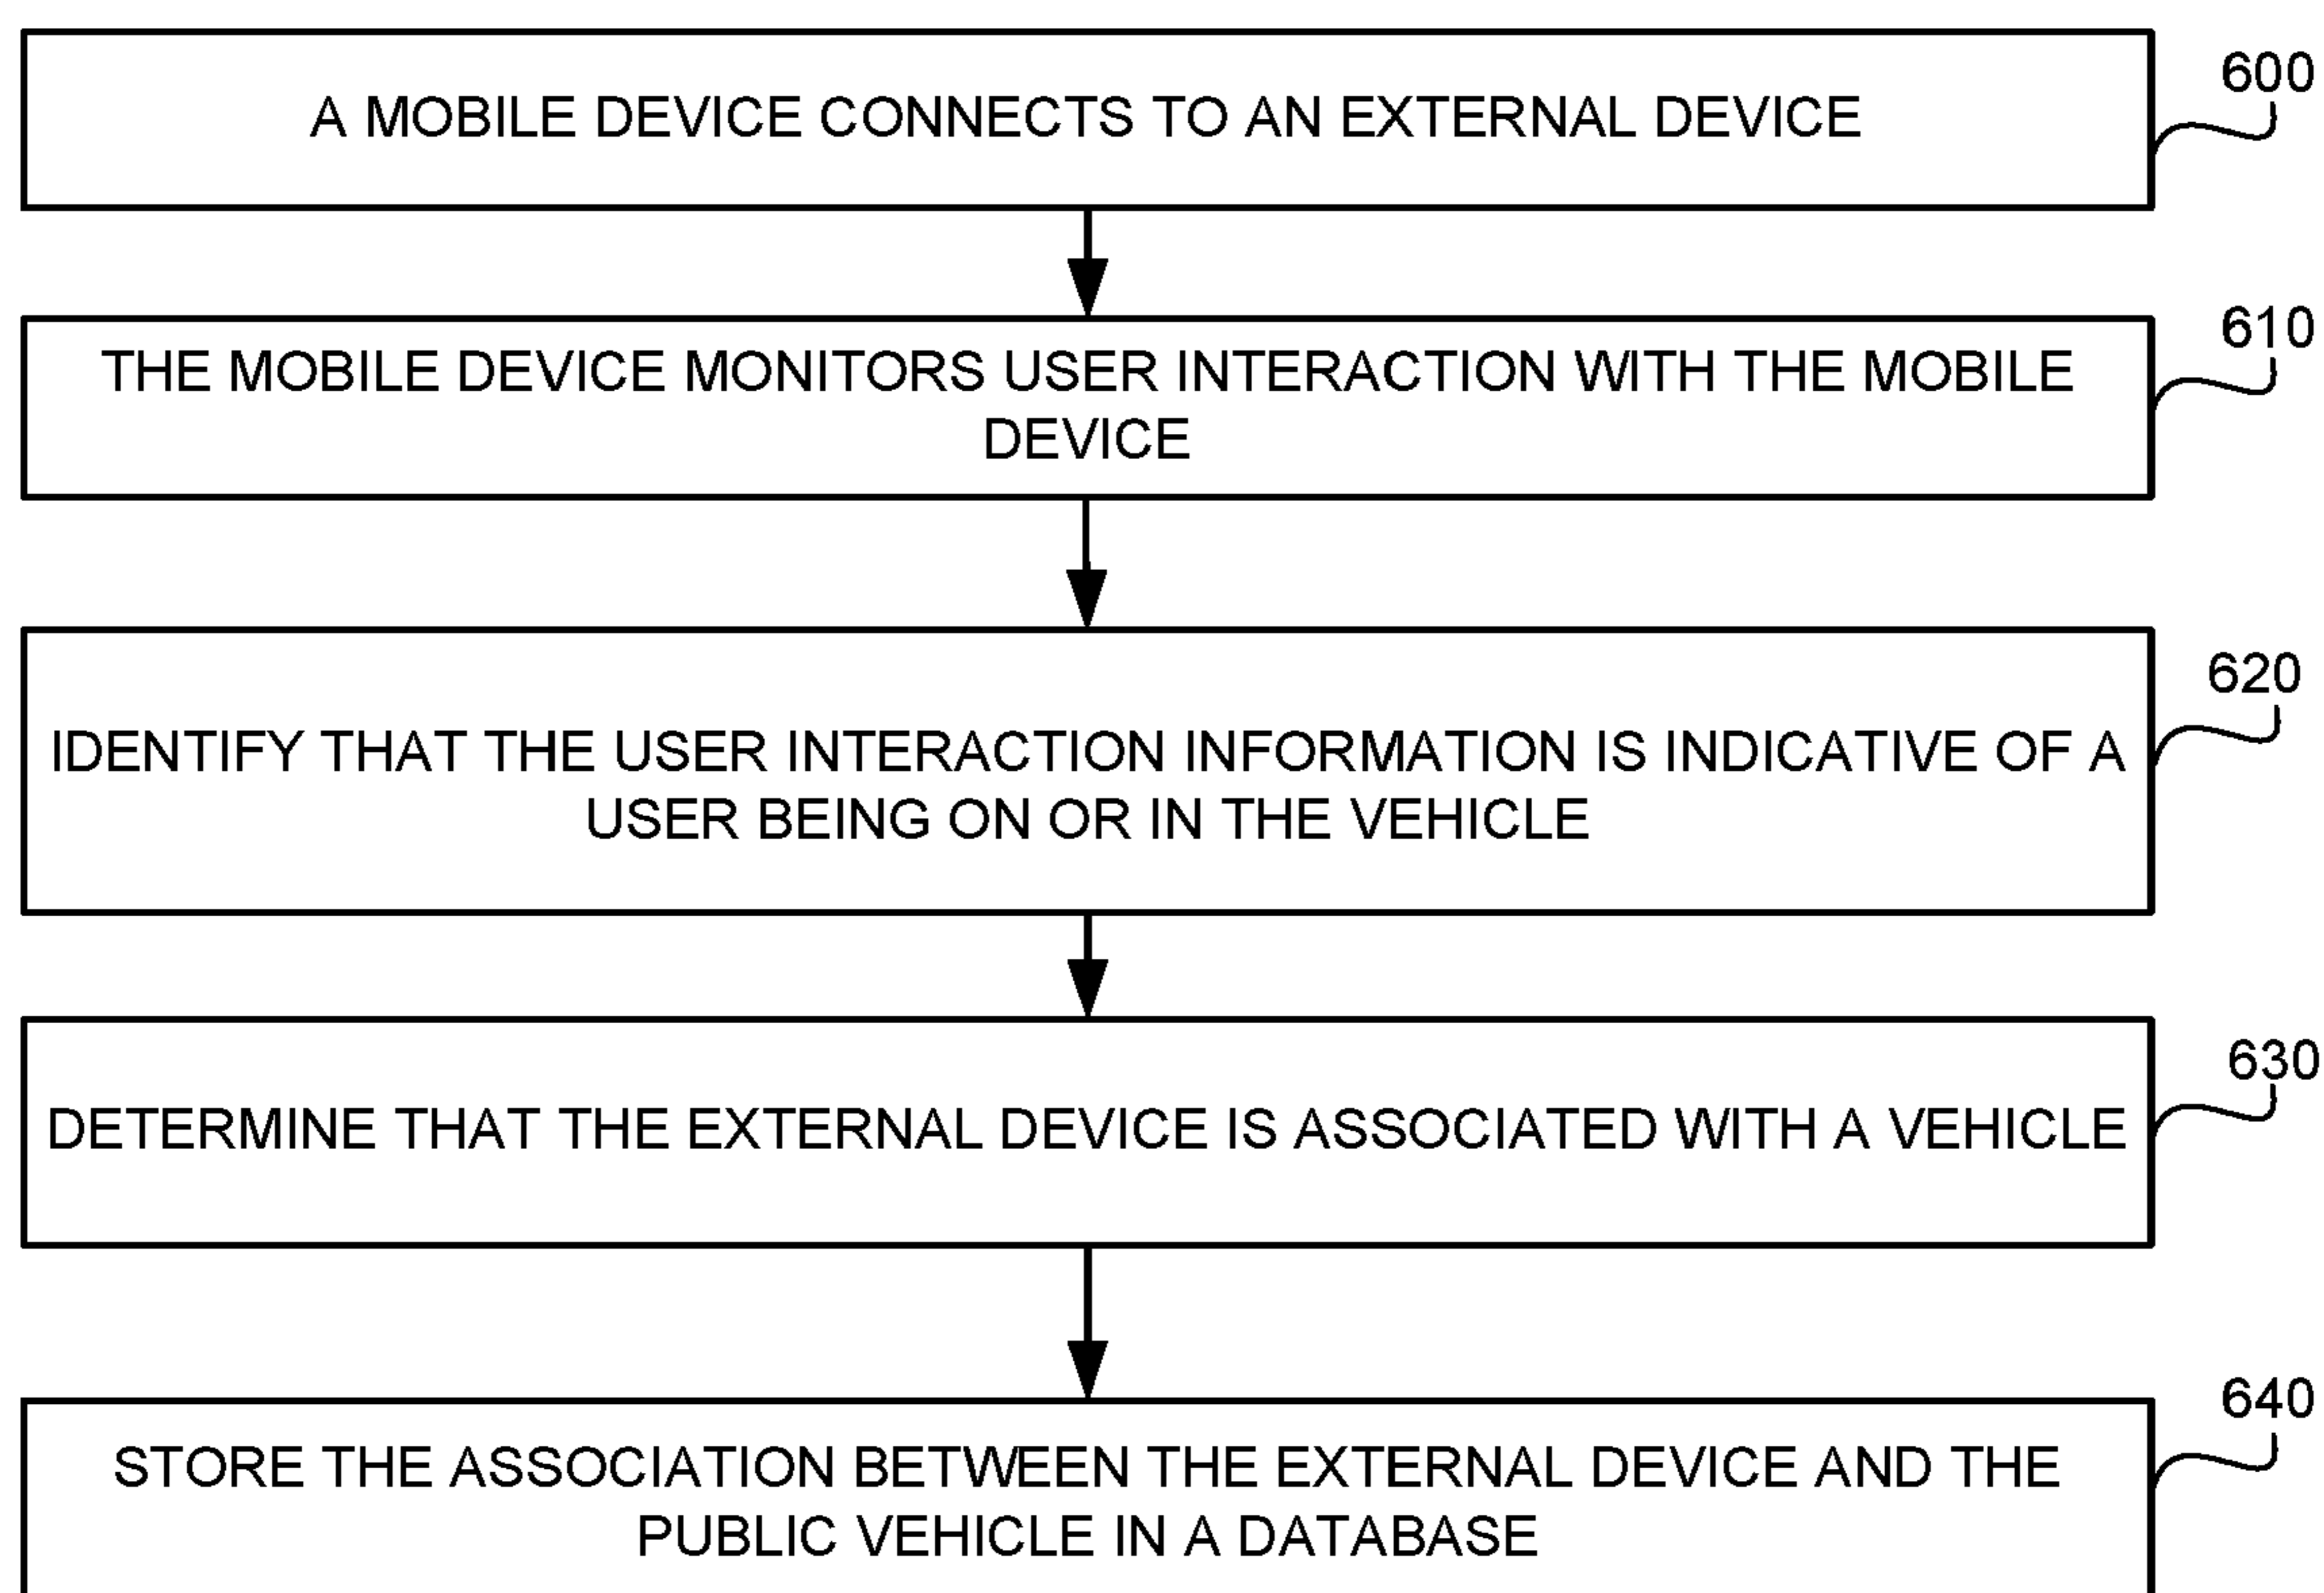 A MOBILE DEVICE CONNECTS TO AN EXTERNAL DEVICE
600
THE MOBILE DEVICE MONITORS USER INTERACTION WITH THE MOBILE
DEVICE
610
IDENTIFY THAT THE USER INTERACTION INFORMATION IS INDICATIVE OF A
USER BEING ON OR IN THE VEHICLE
620
DETERMINE THAT THE EXTERNAL DEVICE IS ASSOCIATED WITH A VEHICLE
630
STORE THE ASSOCIATION BETWEEN THE EXTERNAL DEVICE AND THE
PUBLIC VEHICLE IN A DATABASE
640